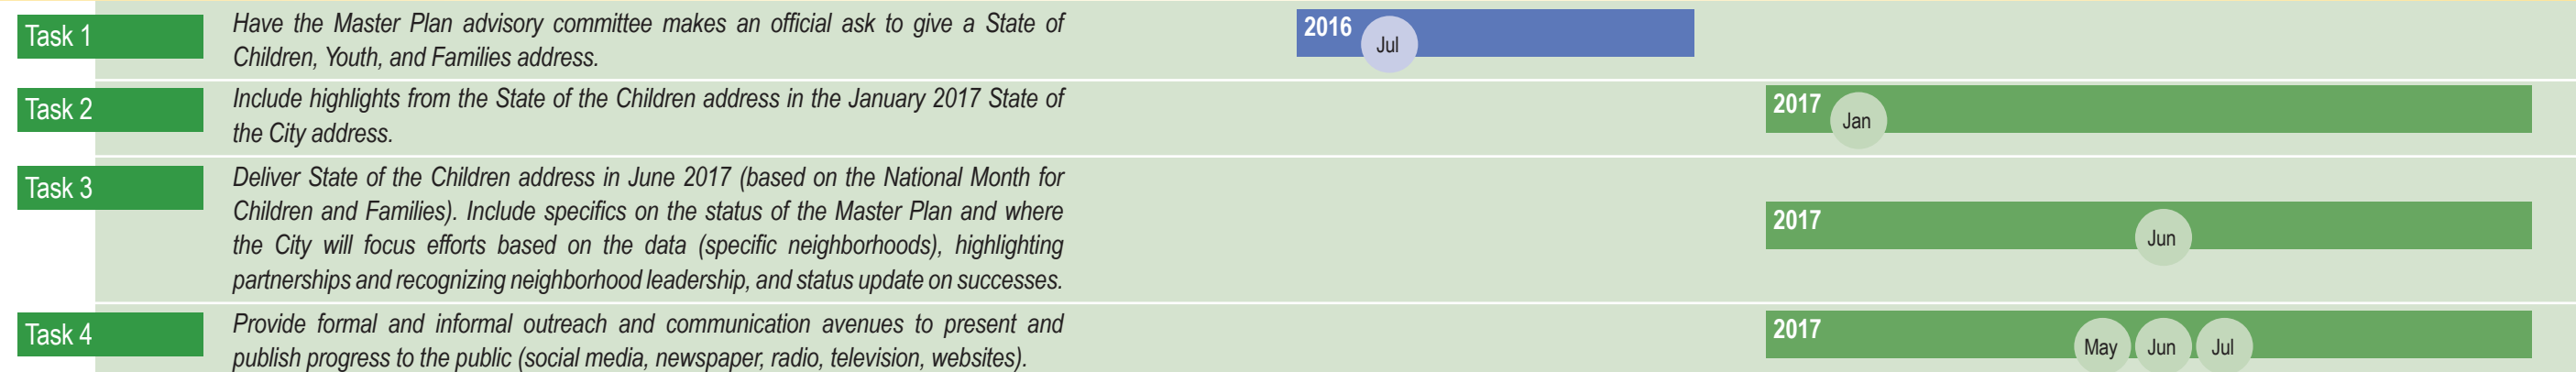 Task 1
Have the Master Plan advisory committee makes an official ask to give a State of
Children, Youth, and Families address.
2016
Jul
Task 2
Include highlights from the State of the Children address in the January 2017 State of
the City address.
2017
Jan
Task 3
Deliver State of the Children address in June 2017 (based on the National Month for
Children and Families). Include specifics on the status of the Master Plan and where
the City will focus efforts based on the data (specific neighborhoods), highlighting
partnerships and recognizing neighborhood leadership, and status update on successes.
2017
Jun
Task 4
Provide formal and informal outreach and communication avenues to present and
publish progress to the public (social media, newspaper, radio, television, websites).
2017
May Jun Jul